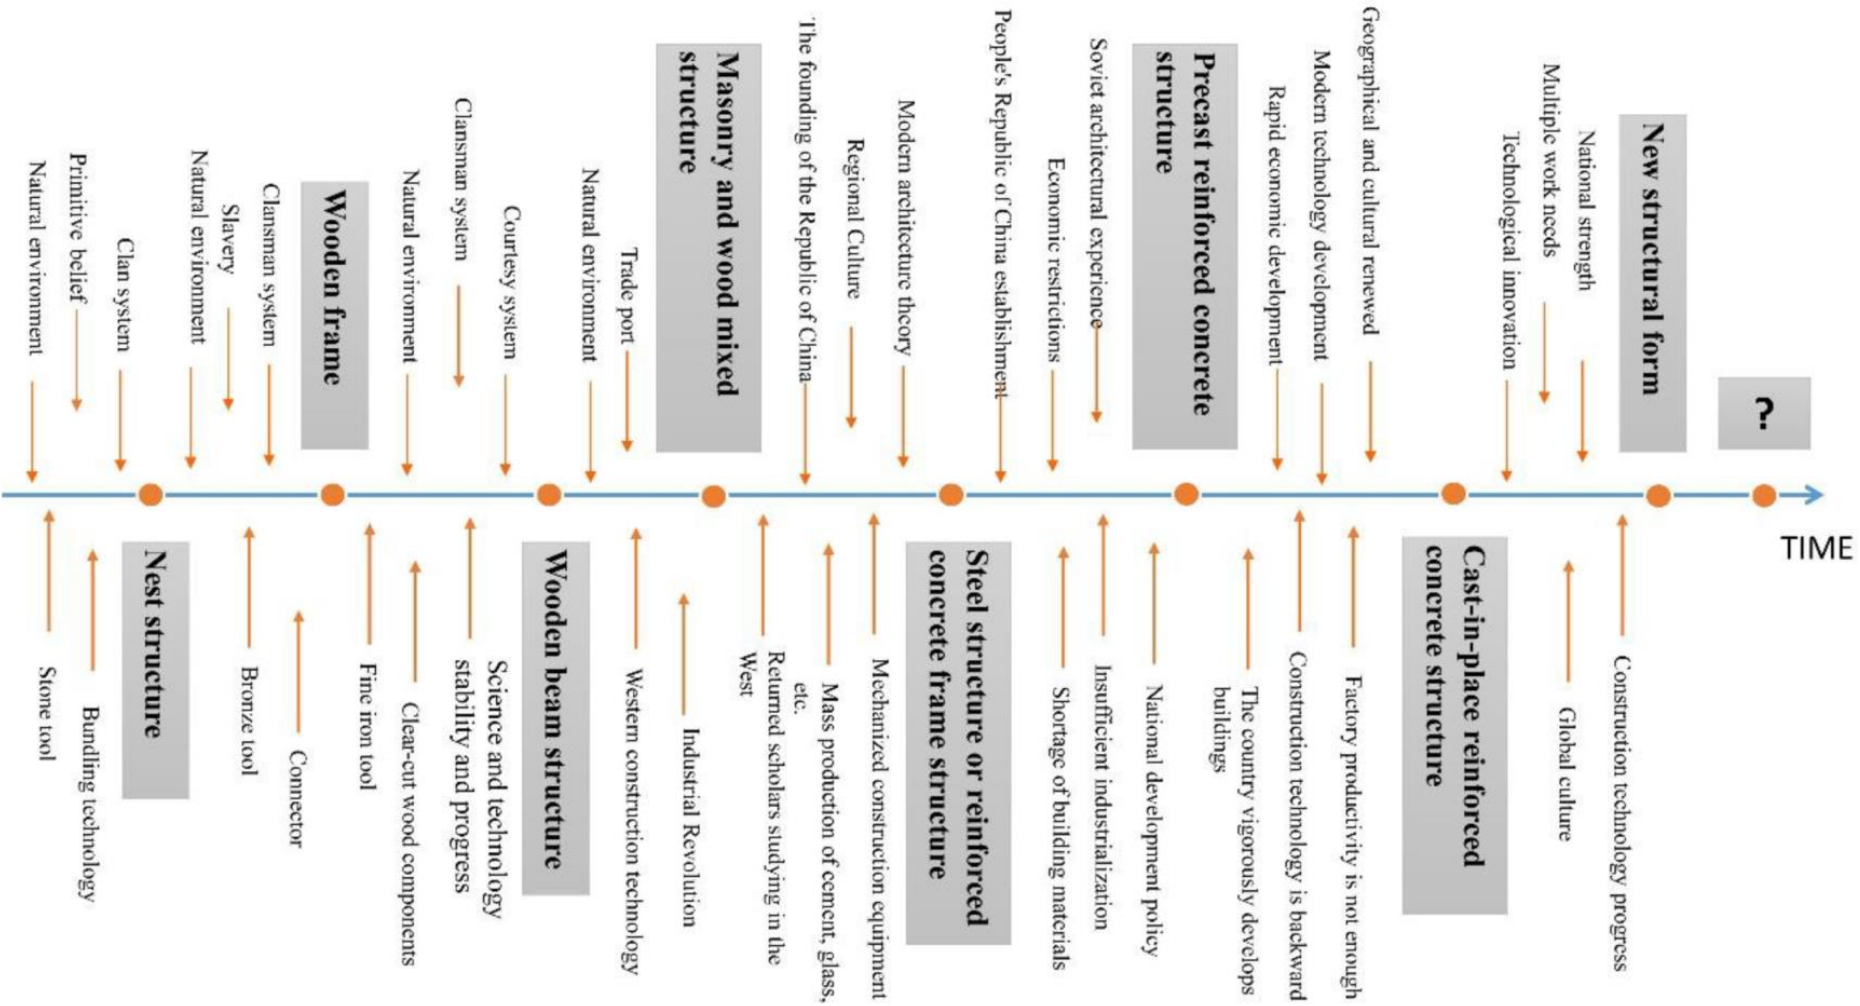 Natural environment
Primitive belief
Clan system
Natural environment
Slavery
Clansman system
Wooden frame
Natural environment
Clansman system
Courtesy system
Natural environment
Trade port
Masonry and wood mixed
structure
The founding of the Republic of China
Regional Culture
Modern architecture theory
People's Republic of China establishment
Economic restrictions
Soviet architectural experience
Precast reinforced concrete
structure
Rapid economic development
Modern technology development
Geographical and cultural renewed
Technological innovation
Multiple work needs
National strength
New structural form
?
TIME
Stone tool
Bundling technology
Nest structure
Bronze tool
Connector
Fine iron tool
Clear-cut wood components
Science and technology
stability and progress
Wooden beam structure
Western construction technology
Industrial Revolution
Returned scholars studying in the
West
Mass production of cement, glass,
etc.
Mechanized construction equipment
Steel structure or reinforced
concrete frame structure
Shortage of building materials
Insufficient industrialization
National development policy
The country vigorously develops
buildings
Construction technology is backward
Factory productivity is not enough
Cast-in-place reinforced
concrete structure
Global culture
Construction technology progress